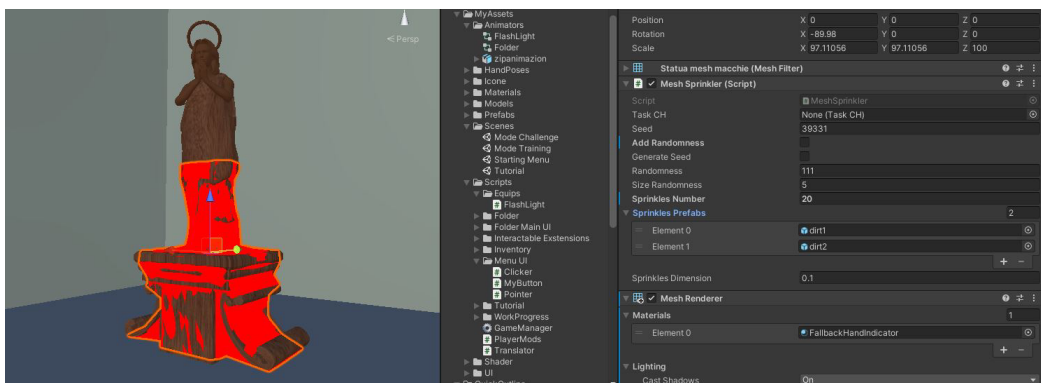 Persp
MyAssets
Animators
FlashLight
Folder
zipanimazion
HandPoses
Icone
Materials
Models
Prefabs
Scenes
Mode Challenge
Mode Training
Starting Menu
Tutorial
Scripts
Equips
FlashLight
Folder
Folder Main UI
Interactable Exstensions
Inventory
Menu UI
Clicker
MyButton
Pointer
Tutorial
WorkProgress
GameManager
PlayerMods
Translator
Shader
UI
Position X 0 Y 0 Z 0
Rotation X -89.98 Y 0 Z 0
Scale X 97.11056 Y 97.11056 Z 100
Statua mesh macchie (Mesh Filter)
Mesh Sprinkler (Script)
Script MeshSprinkler
Task CH None (Task CH)
Seed 39331
Add Randomness
Generate Seed
Randomness 111
Size Randomness 5
Sprinkles Number 20
Sprinkles Prefabs 2
Element 0 dirt1
Element 1 dirt2
Sprinkles Dimension 0.1
Mesh Renderer
Materials 1
Element 0 FallbackHandIndicator
Lighting
Cast Shadows On